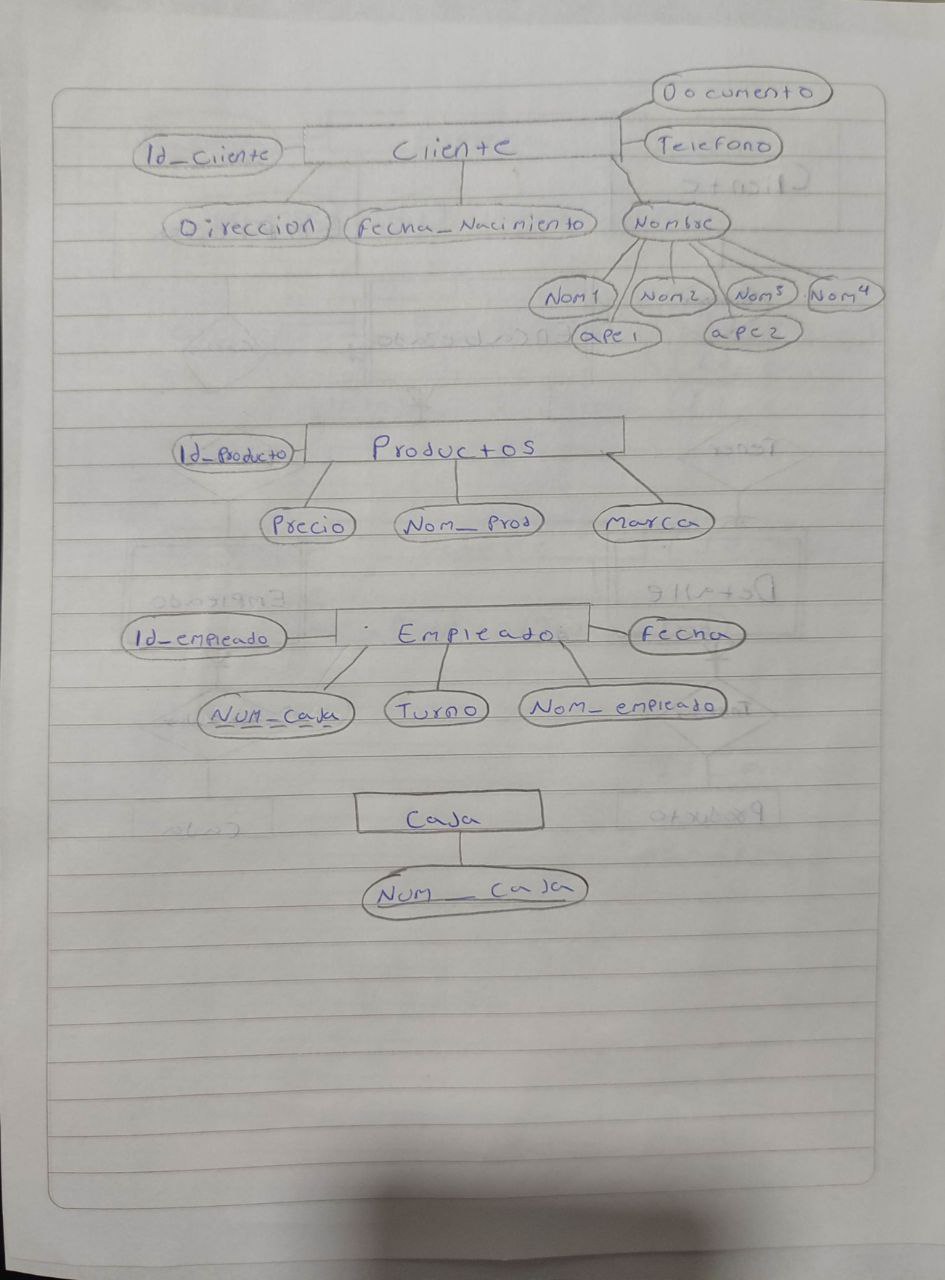 Documento
Id_Cliente Cliente Telefono
Direccion Fecha_Nacimiento Nombre
Nom1 Nom2 Nom3 Nom4
ape1 ape2
Id_Producto Productos
Precio Nom_Prod Marca
Id_empleado Empleado Fecha
Num_caja Turno Nom_empleado
Caja
Num_caja